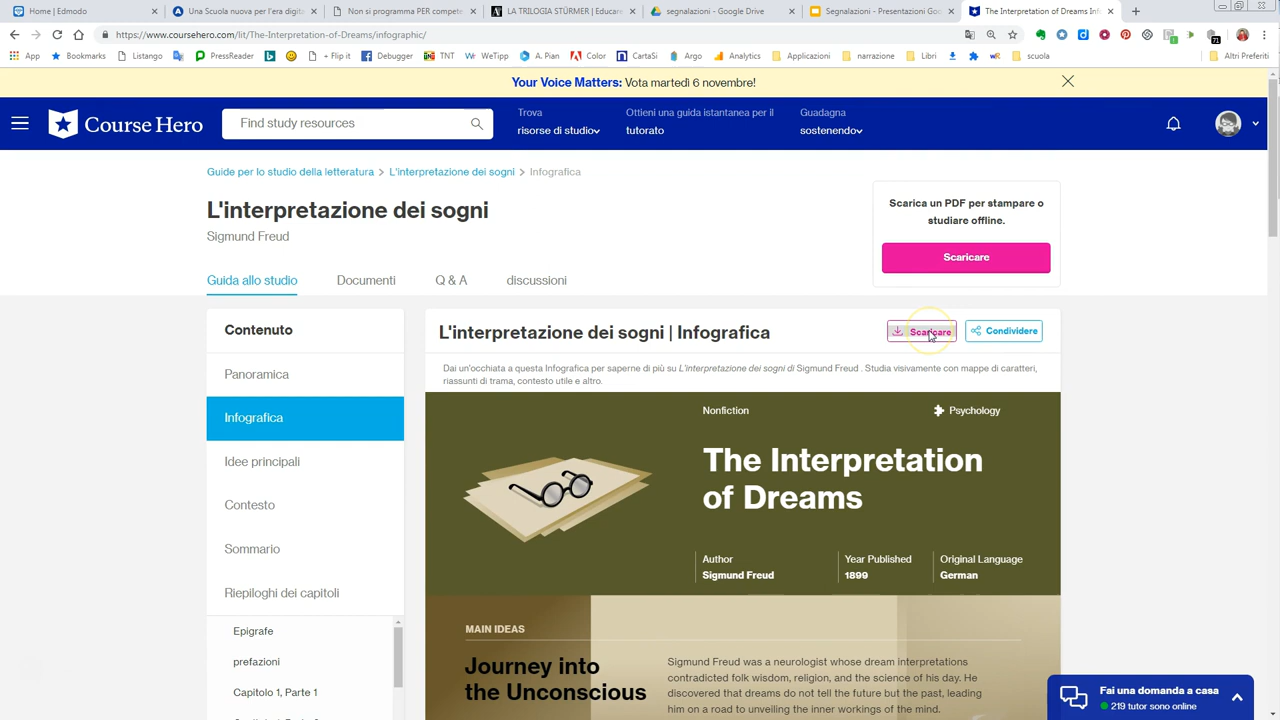 Home | Edmodo
Una Scuola nuova per l'era digita
Non si programma PER compete
LA TRILOGIA STÜRMER | Educare
segnalazioni - Google Drive
Segnalazioni - Presentazioni Goo
The Interpretation of Dreams Inf
https://www.coursehero.com/lit/The-Interpretation-of-Dreams/infographic/
App
Bookmarks
Listango
PressReader
+ Flip it
Debugger
TNT
WeTipp
A. Pian
Color
CartaSi
Argo
Analytics
Applicazioni
narrazione
Libri
scuola
Altri Preferiti
Your Voice Matters: Vota martedì 6 novembre!
Course Hero
Find study resources
Trova
risorse di studio
Ottieni una guida istantanea per il
tutorato
Guadagna
sostenendo
Guide per lo studio della letteratura > L'interpretazione dei sogni > Infografica
L'interpretazione dei sogni
Sigmund Freud
Scarica un PDF per stampare o
studiare offline.
Scaricare
Guida allo studio
Documenti
Q & A
discussioni
Contenuto
Panoramica
Infografica
Idee principali
Contesto
Sommario
Riepiloghi dei capitoli
Epigrafe
prefazioni
Capitolo 1, Parte 1
L'interpretazione dei sogni | Infografica
Scaricare
Condividere
Dai un'occhiata a questa Infografica per saperne di più su L'interpretazione dei sogni di Sigmund Freud . Studia visivamente con mappe di caratteri,
riassunti di trama, contesto utile e altro.
Nonfiction
Psychology
The Interpretation
of Dreams
Author
Sigmund Freud
Year Published
1899
Original Language
German
MAIN IDEAS
Journey into
the Unconscious
Sigmund Freud was a neurologist whose dream interpretations
contradicted folk wisdom, religion, and the science of his day. He
discovered that dreams do not tell the future but the past, leading
him on a road to unveiling the inner workings of the mind.
Fai una domanda a casa
219 tutor sono online